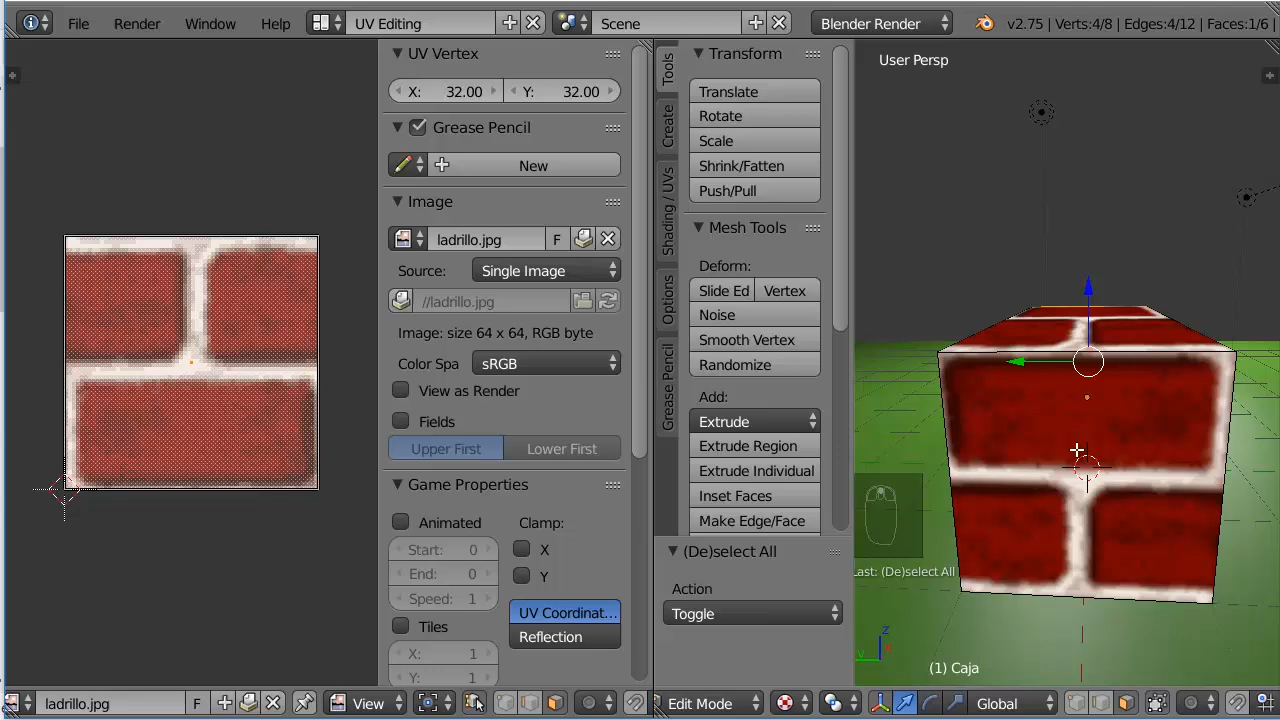 File Render Window Help UV Editing Scene Blender Render v2.75 | Verts:4/8 | Edges:4/12 | Faces:1/6
UV Vertex
X: 32.00 Y: 32.00
Grease Pencil
New
Image
ladrillo.jpg F
Source: Single Image
//ladrillo.jpg
Image: size 64 x 64, RGB byte
Color Spa sRGB
View as Render
Fields
Upper First Lower First
Game Properties
Animated Clamp:
Start: 0 X
End: 0 Y
Speed: 1
UV Coordinat...
Tiles Reflection
X: 1
Y: 1
Tools
Create
Shading / UVs
Options
Grease Pencil
Transform
Translate
Rotate
Scale
Shrink/Fatten
Push/Pull
Mesh Tools
Deform:
Slide Ed Vertex
Noise
Smooth Vertex
Randomize
Add:
Extrude
Extrude Region
Extrude Individual
Inset Faces
Make Edge/Face
(De)select All
Action
Toggle
User Persp
Last: (De)select All
z
x
y
(1) Caja
ladrillo.jpg F View Edit Mode Global